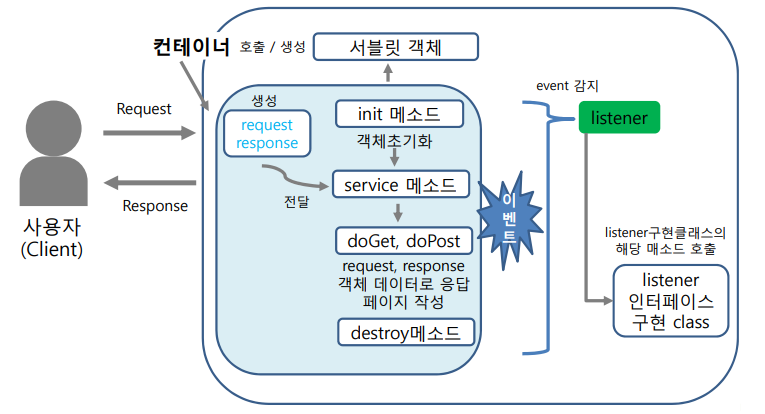 컨테이너
호출 / 생성
서블릿 객체
Request
Response
사용자
(Client)
생성
request
response
전달
init 메소드
객체초기화
service 메소드
doGet, doPost
request, response
객체 데이터로 응답
페이지 작성
destroy메소드
이
벤
트
event 감지
listener
listener구현클래스의
해당 매소드 호출
listener
인터페이스
구현 class